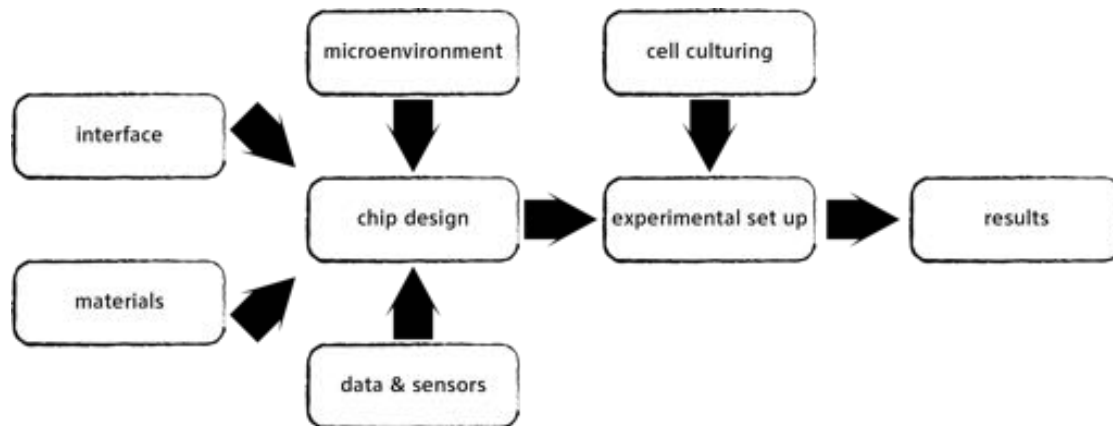 microenvironment
cell culturing
interface
chip design
experimental set up
results
materials
data & sensors